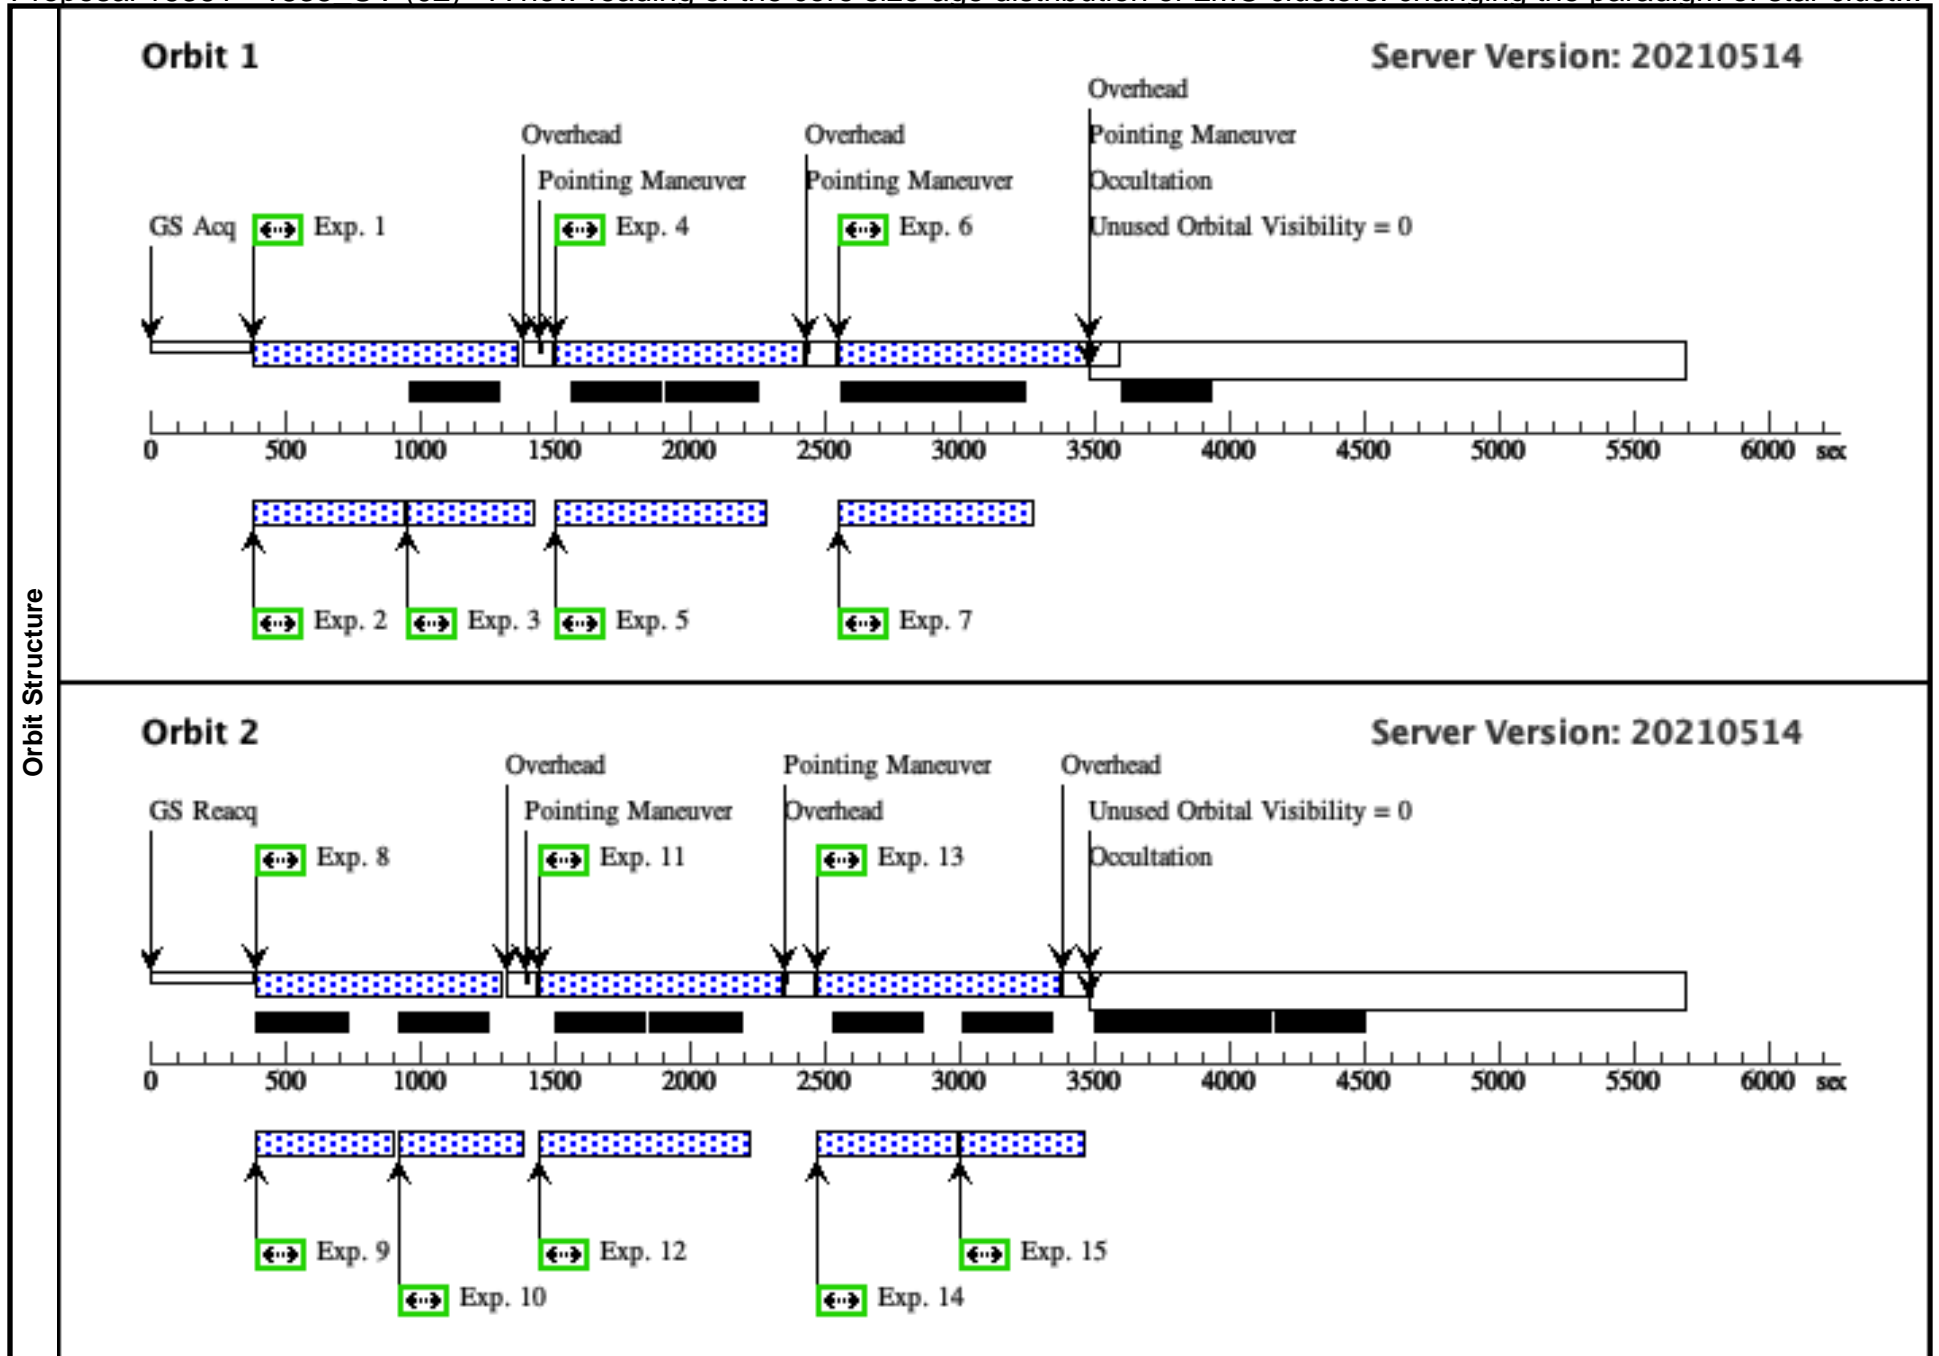 Orbit Structure
Orbit 1
Server Version: 20210514
Overhead
Overhead
Overhead
Pointing Maneuver
Pointing Maneuver
Pointing Maneuver
Occultation
GS Acq
Exp. 1
Exp. 4
Exp. 6
Unused Orbital Visibility = 0
0 500 1000 1500 2000 2500 3000 3500 4000 4500 5000 5500 6000 sec
Exp. 2
Exp. 3
Exp. 5
Exp. 7
Orbit 2
Server Version: 20210514
Overhead
Pointing Maneuver
Overhead
GS Reacq
Pointing Maneuver
Overhead
Unused Orbital Visibility = 0
Exp. 8
Exp. 11
Exp. 13
Occultation
0 500 1000 1500 2000 2500 3000 3500 4000 4500 5000 5500 6000 sec
Exp. 9
Exp. 12
Exp. 15
Exp. 10
Exp. 14